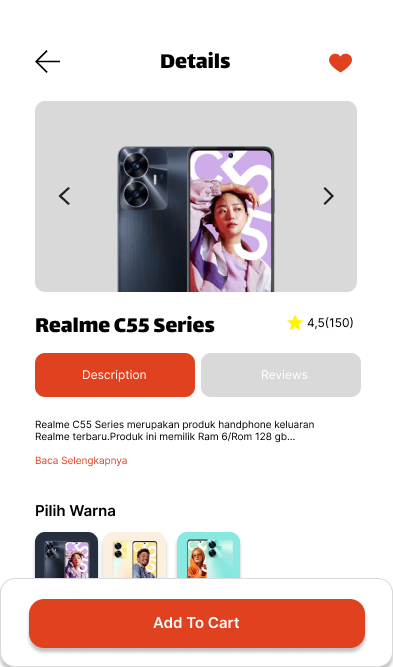 Details
C55
Realme C55 Series
4,5(150)
Description
Reviews
Realme C55 Series merupakan produk handphone keluaran
Realme terbaru.Produk ini memilik Ram 6/Rom 128 gb...
Baca Selengkapnya
Pilih Warna
Add To Cart